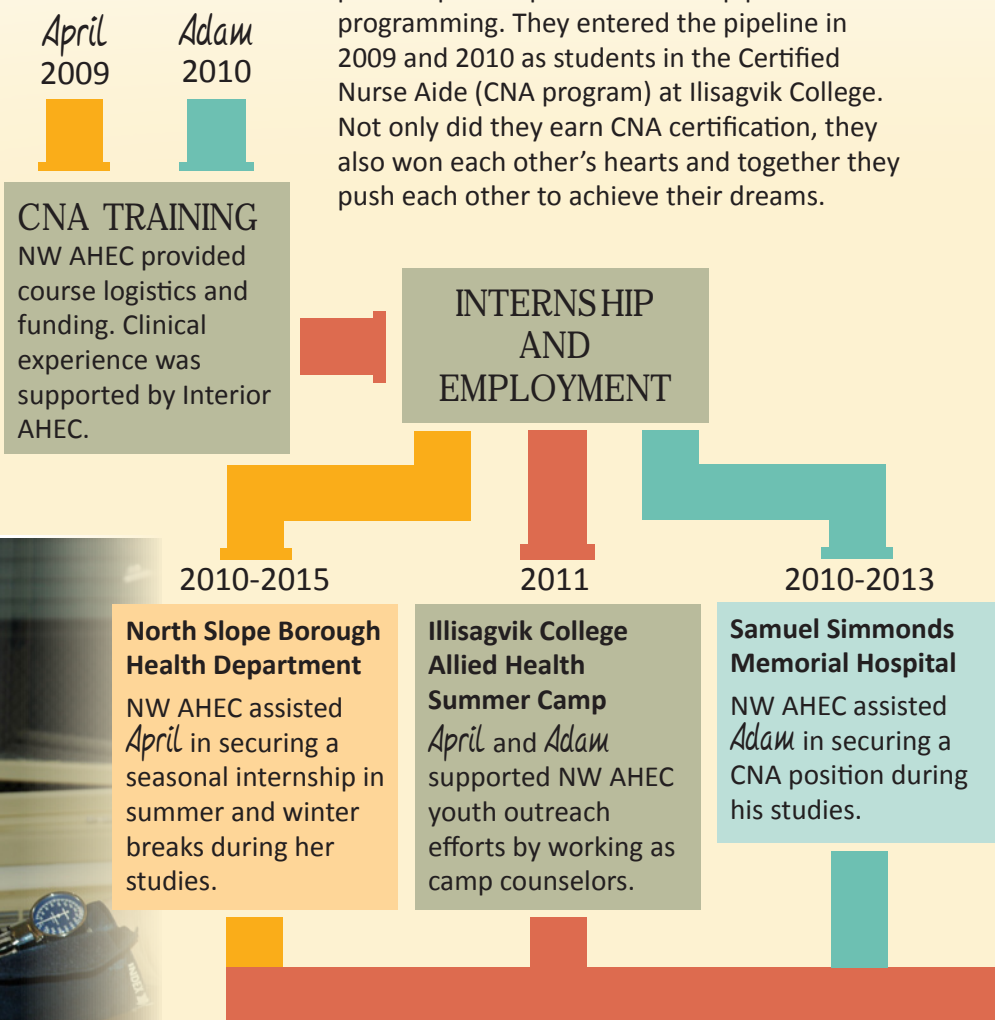 programming. They entered the pipeline in
2009 and 2010 as students in the Certified
Nurse Aide (CNA program) at Ilisagvik College.
Not only did they earn CNA certification, they
also won each other's hearts and together they
push each other to achieve their dreams.
April
2009
Adam
2010
CNA TRAINING
NW AHEC provided
course logistics and
funding. Clinical
experience was
supported by Interior
AHEC.
INTERNSHIP
AND
EMPLOYMENT
2010-2015
North Slope Borough
Health Department
NW AHEC assisted
April in securing a
seasonal internship in
summer and winter
breaks during her
studies.
2011
Illisagvik College
Allied Health
Summer Camp
April and Adam
supported NW AHEC
youth outreach
efforts by working as
camp counselors.
2010-2013
Samuel Simmonds
Memorial Hospital
NW AHEC assisted
Adam in securing a
CNA position during
his studies.